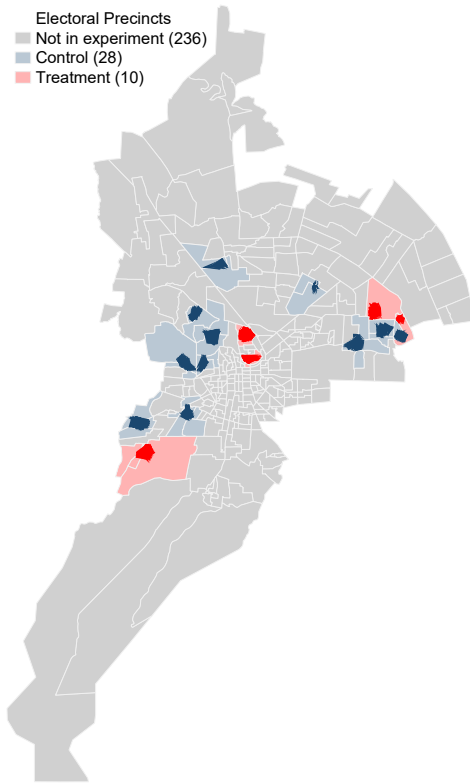 Electoral Precincts
Not in experiment (236)
Control (28)
Treatment (10)